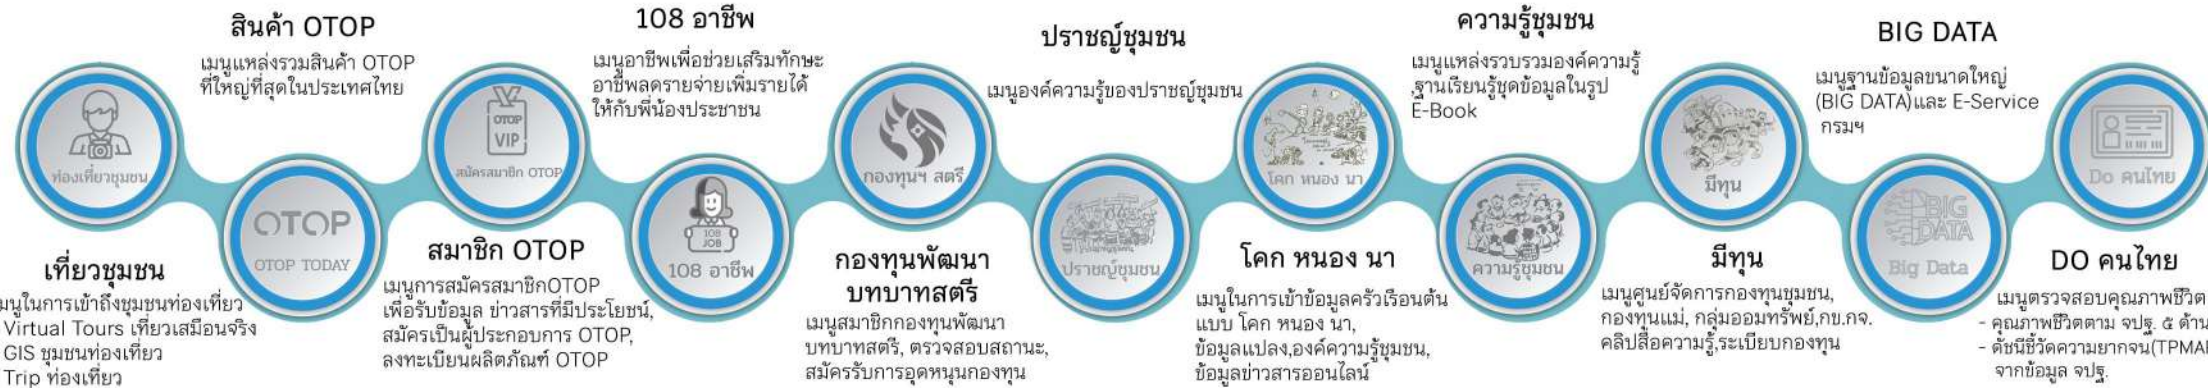 ท่องเที่ยวชุมชน
เที่ยวชุมชน
เมนูในการเข้าถึงชุมชนท่องเที่ยว
Virtual Tours เที่ยวเสมือนจริง
GIS ชุมชนท่องเที่ยว
Trip ท่องเที่ยว
สินค้า OTOP
เมนูแหล่งรวมสินค้า OTOP
ที่ใหญ่ที่สุดในประเทศไทย
OTOP
OTOP TODAY
OTOP
VIP
สมัครสมาชิก OTOP
สมาชิก OTOP
เมนูการสมัครสมาชิกOTOP
เพื่อรับข้อมูล ข่าวสารที่มีประโยชน์,
สมัครเป็นผู้ประกอบการ OTOP,
ลงทะเบียนผลิตภัณฑ์ OTOP
108 อาชีพ
เมนูอาชีพเพื่อช่วยเสริมทักษะ
อาชีพลดรายจ่ายเพิ่มรายได้
ให้กับพี่น้องประชาชน
108
JOB
108 อาชีพ
กองทุนฯ สตรี
กองทุนพัฒนา
บทบาทสตรี
เมนูสมาชิกกองทุนพัฒนา
บทบาทสตรี, ตรวจสอบสถานะ,
สมัครรับการอุดหนุนกองทุน
ปราชญ์ชุมชน
เมนูองค์ความรู้ของปราชญ์ชุมชน
ปราชญ์ชุมชน
โคก หนอง นา
โคก หนอง นา
เมนูในการเข้าข้อมูลครัวเรือนต้น
แบบ โคก หนอง นา,
ข้อมูลแปลง,องค์ความรู้ชุมชน,
ข้อมูลข่าวสารออนไลน์
ความรู้ชุมชน
เมนูแหล่งรวบรวมองค์ความรู้
,ฐานเรียนรู้ชุดข้อมูลในรูป
E-Book
ความรู้ชุมชน
มีทุน
มีทุน
เมนูศูนย์จัดการกองทุนชุมชน,
กองทุนแม่, กลุ่มออมทรัพย์,กข.กจ.
คลิปสื่อความรู้,ระเบียบกองทุน
BIG DATA
เมนูฐานข้อมูลขนาดใหญ่
(BIG DATA)และ E-Service
กรมฯ
BIG
DATA
Big Data
Do คนไทย
DO คนไทย
เมนูตรวจสอบคุณภาพชีวิต
- คุณภาพชีวิตตาม จปฐ. ๕ ด้าน
- ดัชนีชี้วัดความยากจน(TPMAP
จากข้อมูล จปฐ.